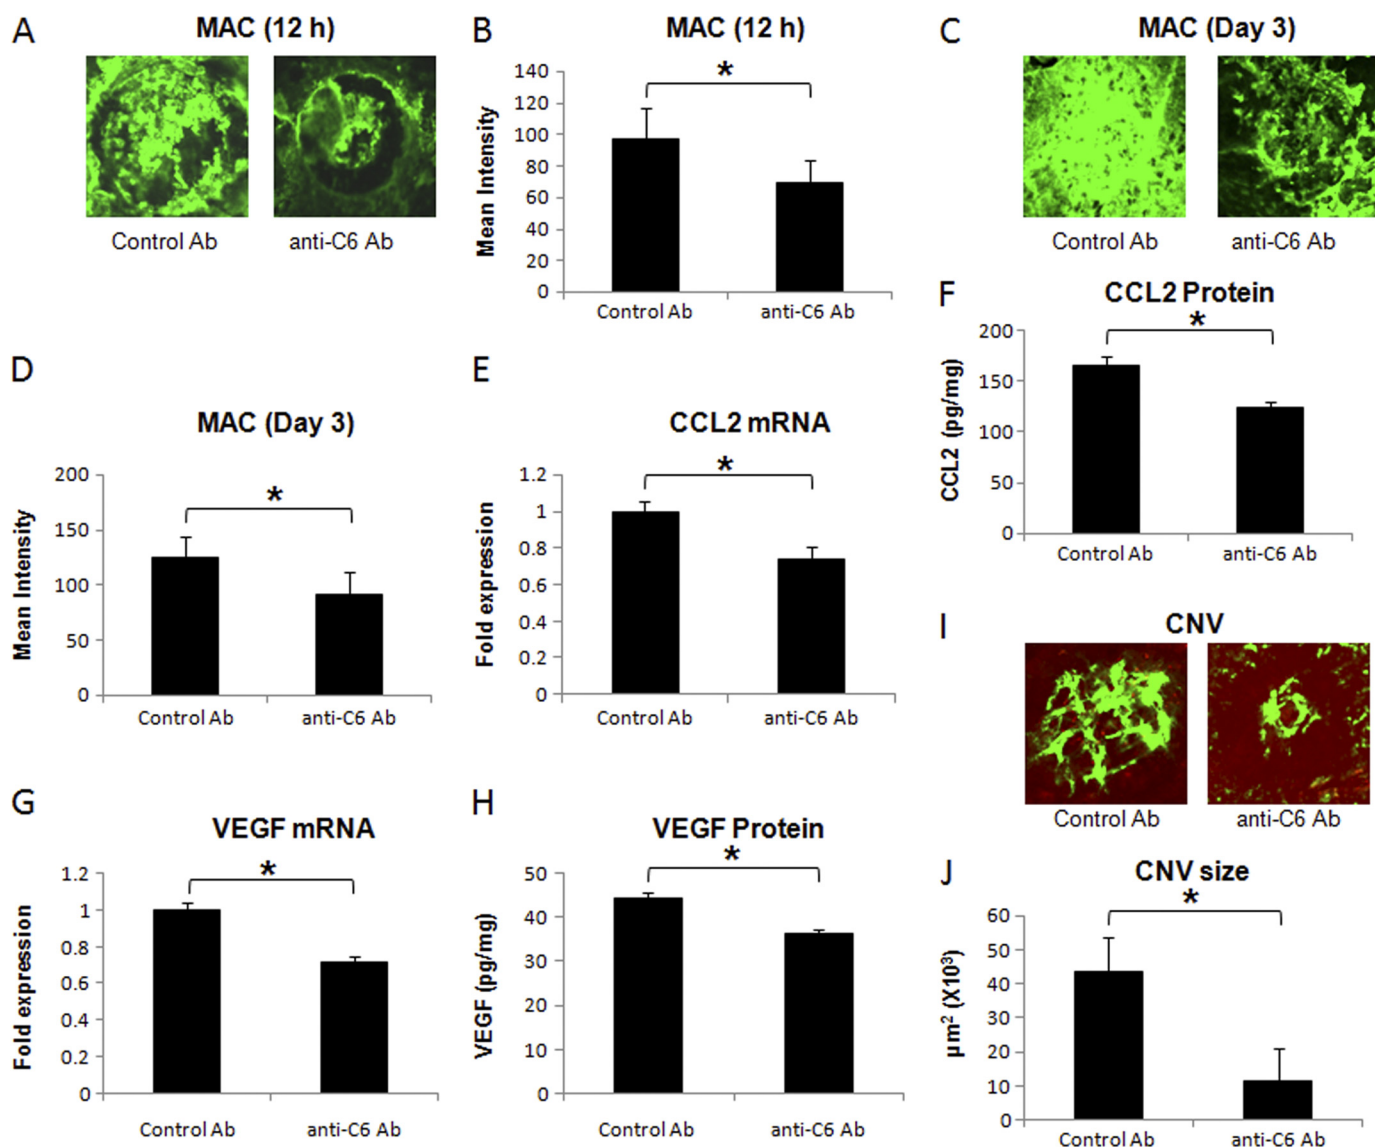 A
MAC (12 h)
Control Ab
anti-C6 Ab
B
MAC (12 h)
*
Mean Intensity
140
120
100
80
60
40
20
0
Control Ab
anti-C6 Ab
C
MAC (Day 3)
Control Ab
anti-C6 Ab
D
MAC (Day 3)
*
Mean Intensity
200
150
100
50
0
Control Ab
anti-C6 Ab
E
CCL2 mRNA
*
Fold expression
1.2
1
0.8
0.6
0.4
0.2
0
Control Ab
anti-C6 Ab
F
CCL2 Protein
*
CCL2 (pg/mg)
200
150
100
50
0
Control Ab
anti-C6 Ab
G
VEGF mRNA
*
Fold expression
1.2
1
0.8
0.6
0.4
0.2
0
Control Ab
anti-C6 Ab
H
VEGF Protein
*
VEGF (pg/mg)
50
40
30
20
10
0
Control Ab
anti-C6 Ab
I
CNV
Control Ab
anti-C6 Ab
J
CNV size
*
µm² (X10³)
60
50
40
30
20
10
0
Control Ab
anti-C6 Ab